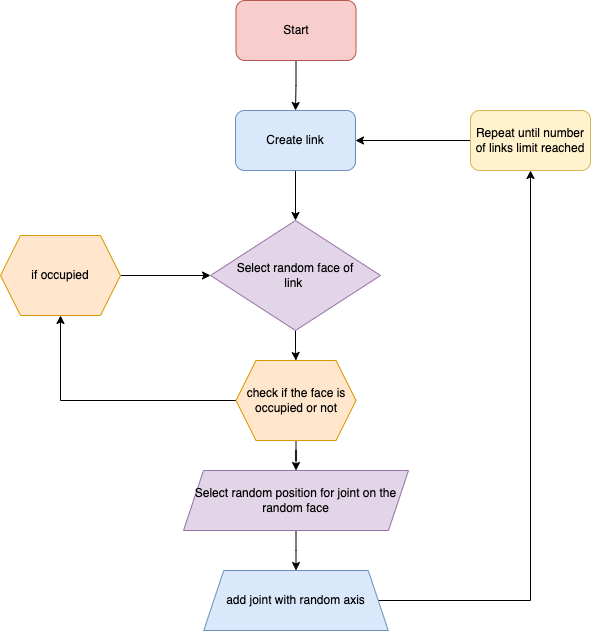 Start
Create link
Repeat until number
of links limit reached
Select random face of
link
if occupied
check if the face is
occupied or not
Select random position for joint on the
random face
add joint with random axis